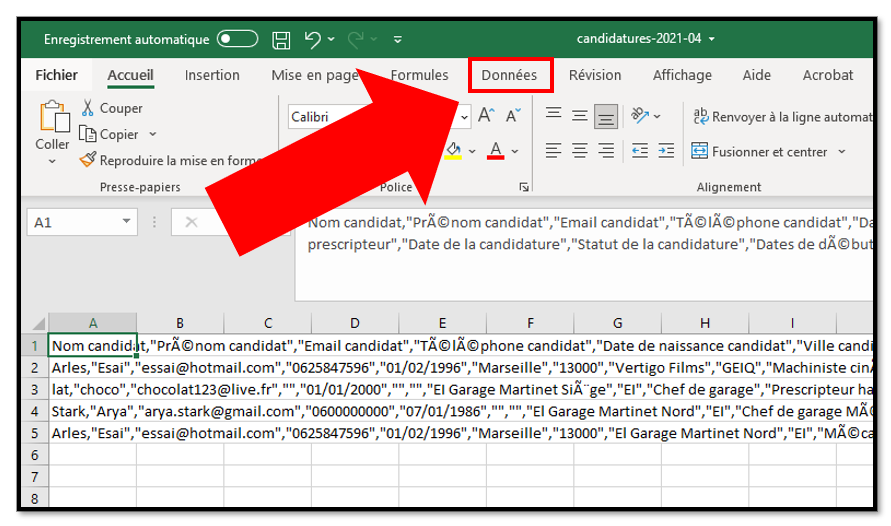 Enregistrement automatique
candidatures-2021-04
Fichier Accueil Insertion Mise en page Formules Données Révision Affichage Aide Acrobat
Coller
Couper
Copier
Reproduire la mise en forme
Presse-papiers
Calibri
A A
A
Police
ab Renvoyer à la ligne automat
Fusionner et centrer
Alignement
A1
Nom candidat,"PrÃ©nom candidat","Email candidat","TÃ©lÃ©phone candidat","Da
prescripteur","Date de la candidature","Statut de la candidature","Dates de dÃ©but
A B C D E F G H I
1 Nom candidat,"PrÃ©nom candidat","Email candidat","TÃ©lÃ©phone candidat","Date de naissance candidat","Ville candi
2 Arles,"Esai","essai@hotmail.com","0625847596","01/02/1996","Marseille","13000","Vertigo Films","GEIQ","Machiniste cinÃ
3 lat,"choco","chocolat123@live.fr","","01/01/2000","","","EI Garage Martinet SiÃ¨ge","EI","Chef de garage","Prescripteur ha
4 Stark,"Arya","arya.stark@gmail.com","0600000000","07/01/1986","","","EI Garage Martinet Nord","EI","Chef de garage MÃ©
5 Arles,"Esai","essai@hotmail.com","0625847596","01/02/1996","Marseille","13000","EI Garage Martinet Nord","EI","MÃ©ca
6
7
8